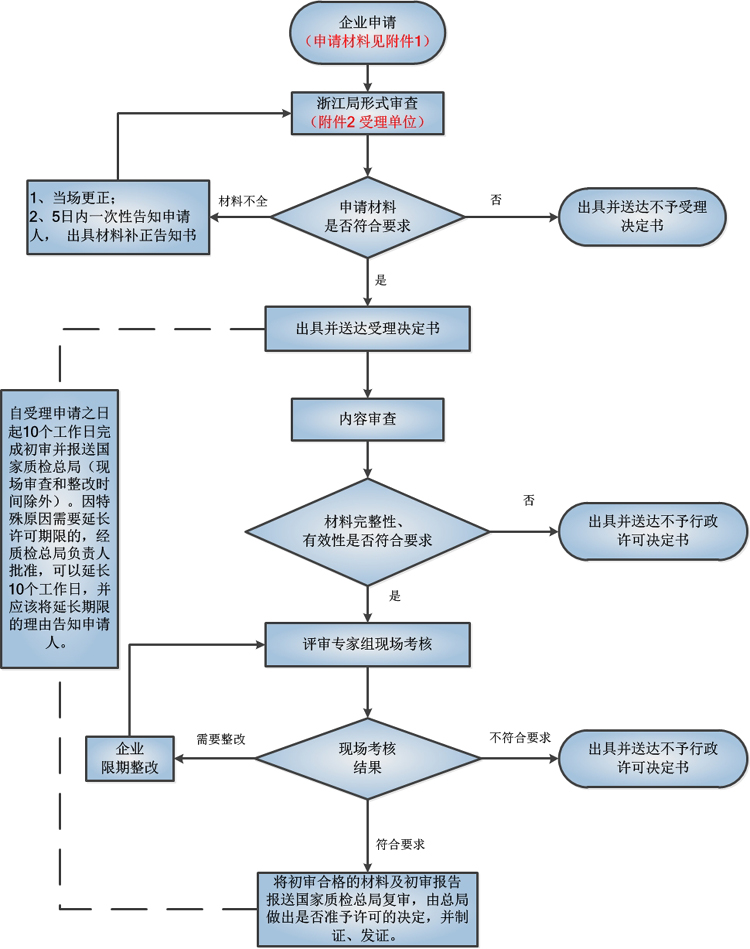 企业申请
（申请材料见附件1）
浙江局形式审查
（附件2 受理单位）
1、当场更正；
2、5日内一次性告知申请
人， 出具材料补正告知书
材料不全
申请材料
是否符合要求
否
出具并送达不予受理
决定书
是
出具并送达受理决定书
内容审查
自受理申请之日
起10个工作日完
成初审并报送国
家质检总局（现
场审查和整改时
间除外）。因特
殊原因需要延长
许可期限的，经
质检总局负责人
批准，可以延长
10个工作日，并
应该将延长期限
的理由告知申请
人。
材料完整性、
有效性是否符合要求
否
出具并送达不予行政
许可决定书
是
评审专家组现场考核
企业
限期整改
需要整改
现场考核
结果
不符合要求
出具并送达不予行政
许可决定书
符合要求
将初审合格的材料及初审报告
报送国家质检总局复审，由总局
做出是否准予许可的决定，并制
证、发证。